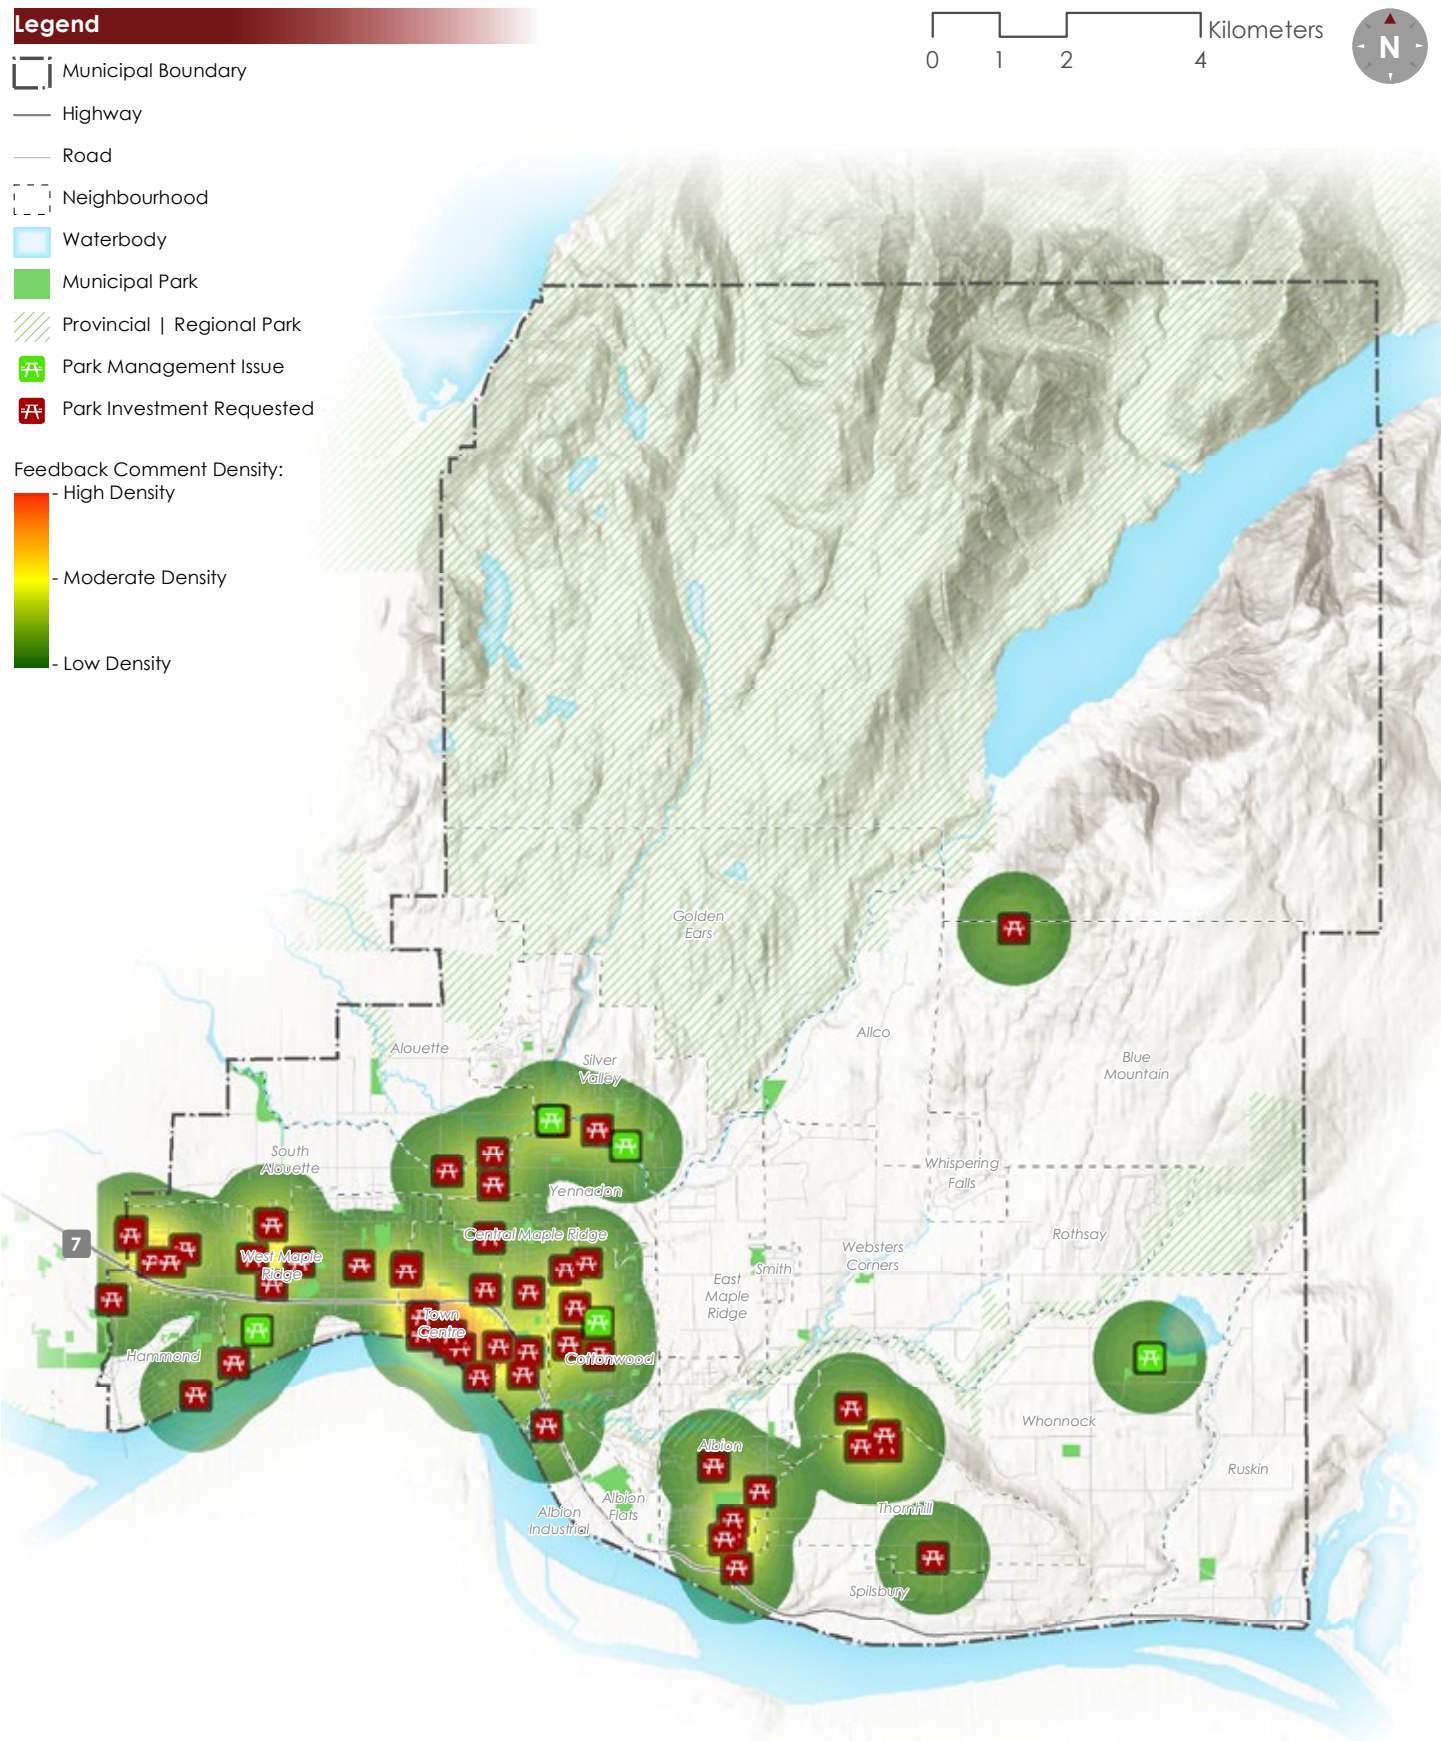 Legend
Municipal Boundary
Highway
Road
Neighbourhood
Waterbody
Municipal Park
Provincial | Regional Park
Park Management Issue
Park Investment Requested
Feedback Comment Density:
- High Density
- Moderate Density
- Low Density
Kilometers
0 1 2 4
N
Golden
Ears
Allco
Alouette
Silver
Valley
Blue
Mountain
South
Alouette
Whispering
Falls
Yennadon
7
Central Maple Ridge
Rothsay
West Maple
Ridge
Websters
Corners
Smith
East
Maple
Ridge
Town
Centre
Hammond
Cottonwood
Whonnock
Albion
Ruskin
Albion
Flats
Albion
Industrial
Thornhill
Spilsbury